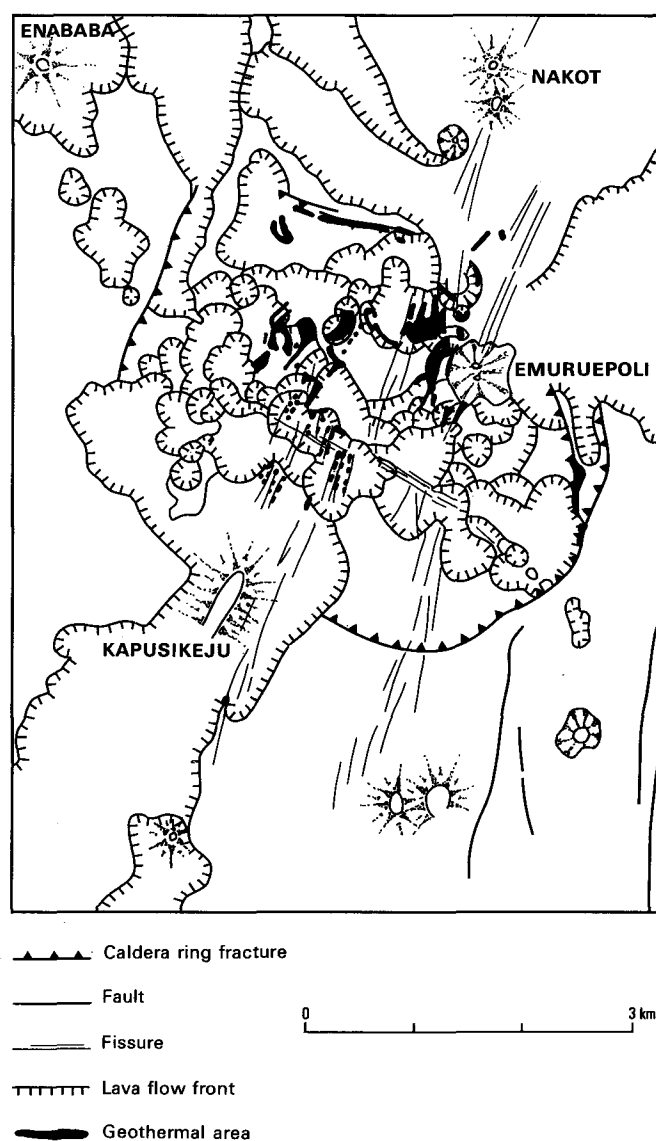 ENABABA
NAKOT
EMURUEPOLI
KAPUSIKEJU
Caldera ring fracture
Fault
0 3 km
Fissure
Lava flow front
Geothermal area